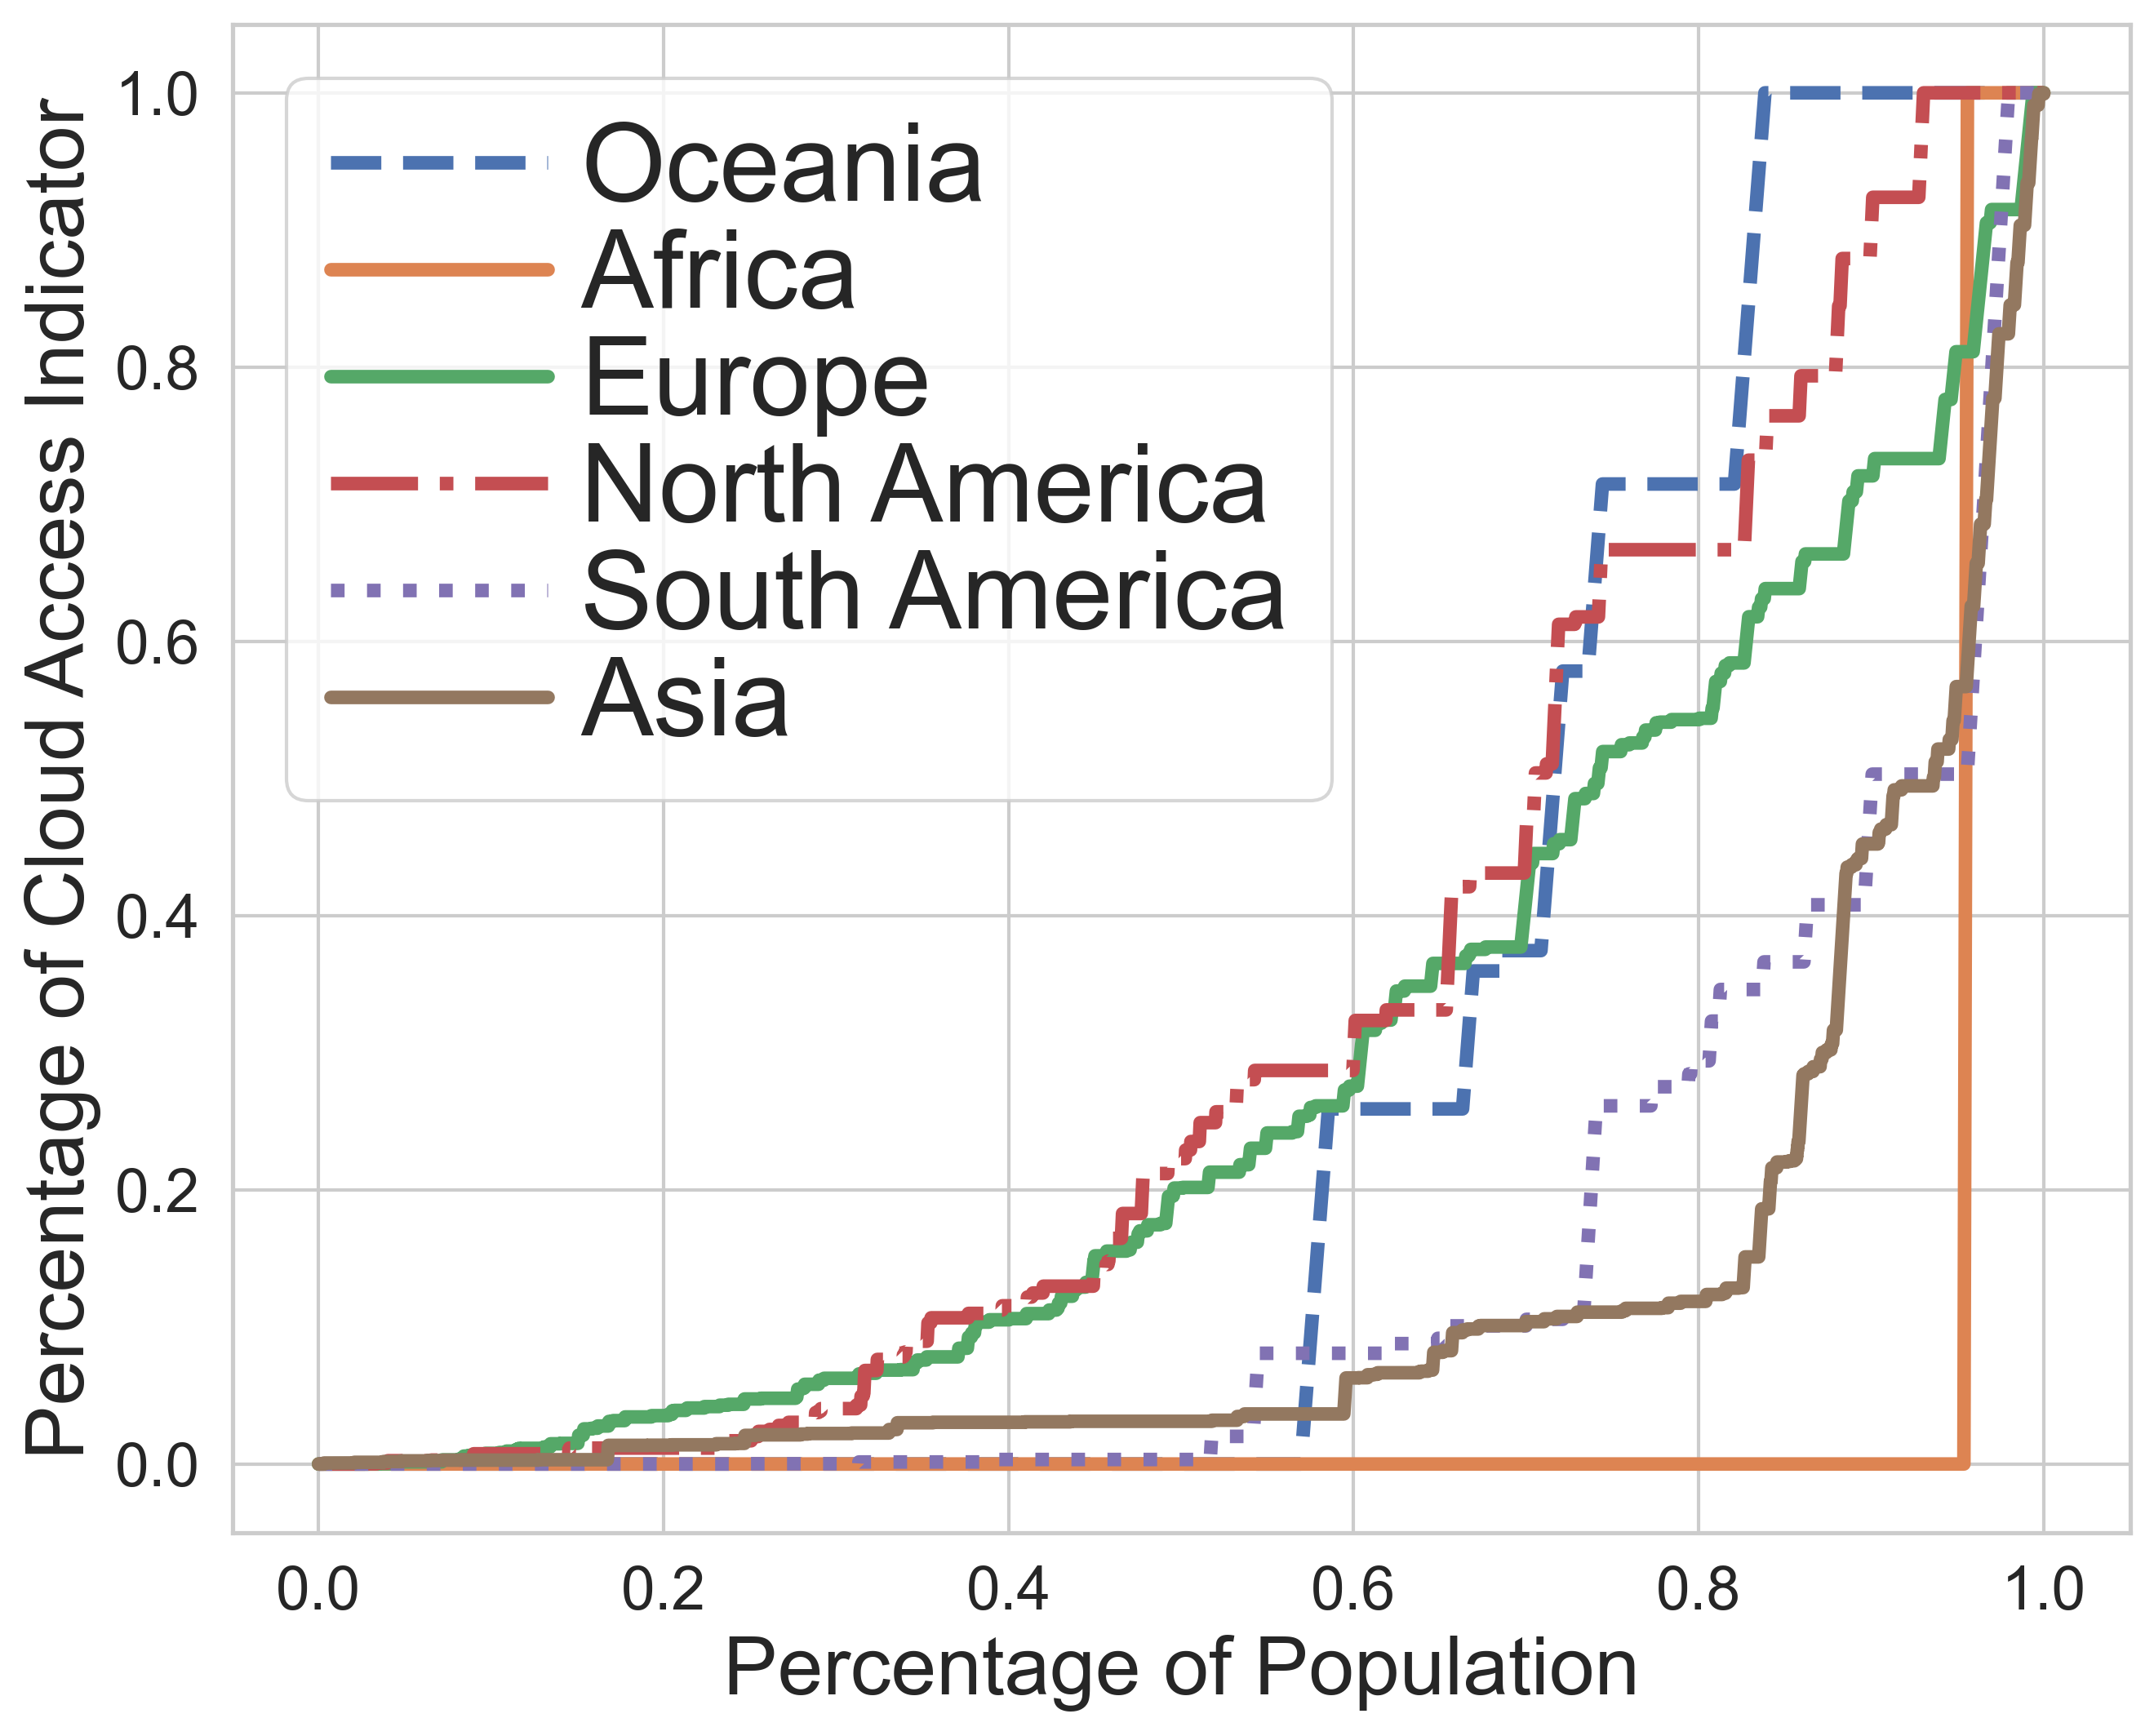 Percentage of Cloud Access Indicator
1.0
0.8
0.6
0.4
0.2
0.0
Oceania
Africa
Europe
North America
South America
Asia
0.0 0.2 0.4 0.6 0.8 1.0
Percentage of Population